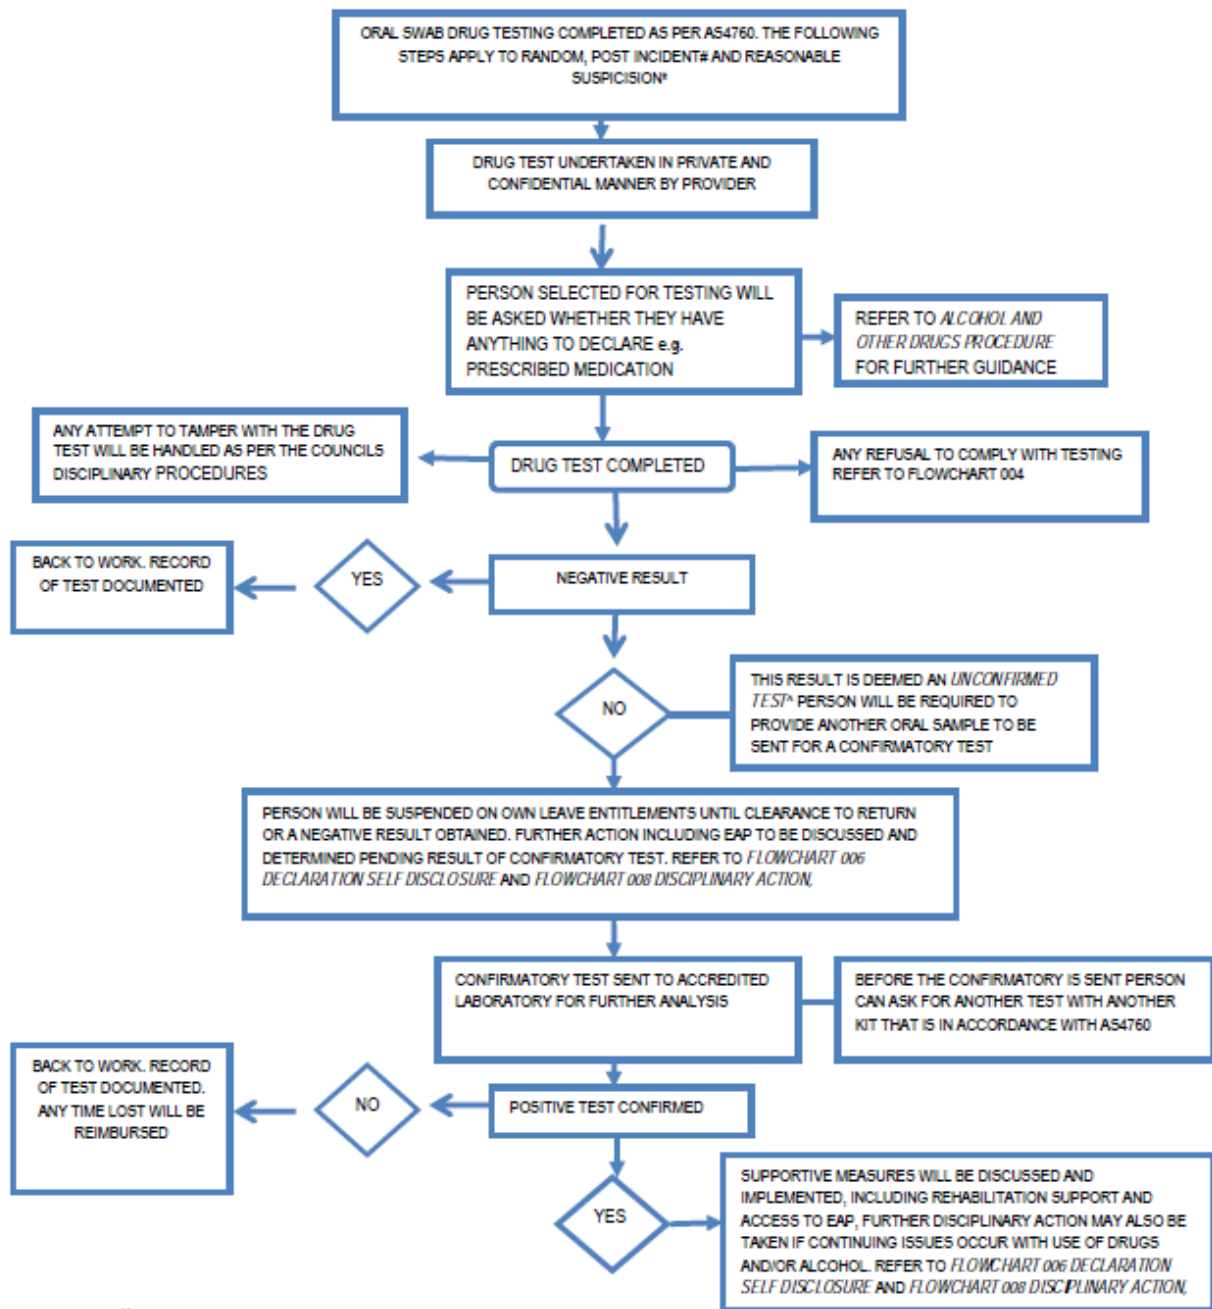 ORAL SWAB DRUG TESTING COMPLETED AS PER AS4760. THE FOLLOWING
STEPS APPLY TO RANDOM, POST INCIDENT# AND REASONABLE
SUSPICISION*
DRUG TEST UNDERTAKEN IN PRIVATE AND
CONFIDENTIAL MANNER BY PROVIDER
PERSON SELECTED FOR TESTING WILL
BE ASKED WHETHER THEY HAVE
ANYTHING TO DECLARE e.g.
PRESCRIBED MEDICATION
REFER TO ALCOHOL AND
OTHER DRUGS PROCEDURE
FOR FURTHER GUIDANCE
ANY ATTEMPT TO TAMPER WITH THE DRUG
TEST WILL BE HANDLED AS PER THE COUNCILS
DISCIPLINARY PROCEDURES
DRUG TEST COMPLETED
ANY REFUSAL TO COMPLY WITH TESTING
REFER TO FLOWCHART 004
BACK TO WORK. RECORD
OF TEST DOCUMENTED
YES
NEGATIVE RESULT
NO
THIS RESULT IS DEEMED AN UNCONFIRMED
TEST^ PERSON WILL BE REQUIRED TO
PROVIDE ANOTHER ORAL SAMPLE TO BE
SENT FOR A CONFIRMATORY TEST
PERSON WILL BE SUSPENDED ON OWN LEAVE ENTITLEMENTS UNTIL CLEARANCE TO RETURN
OR A NEGATIVE RESULT OBTAINED. FURTHER ACTION INCLUDING EAP TO BE DISCUSSED AND
DETERMINED PENDING RESULT OF CONFIRMATORY TEST. REFER TO FLOWCHART 006
DECLARATION SELF DISCLOSURE AND FLOWCHART 008 DISCIPLINARY ACTION,
CONFIRMATORY TEST SENT TO ACCREDITED
LABORATORY FOR FURTHER ANALYSIS
BEFORE THE CONFIRMATORY IS SENT PERSON
CAN ASK FOR ANOTHER TEST WITH ANOTHER
KIT THAT IS IN ACCORDANCE WITH AS4760
BACK TO WORK. RECORD
OF TEST DOCUMENTED.
ANY TIME LOST WILL BE
REIMBURSED
NO
POSITIVE TEST CONFIRMED
YES
SUPPORTIVE MEASURES WILL BE DISCUSSED AND
IMPLEMENTED, INCLUDING REHABILITATION SUPPORT AND
ACCESS TO EAP, FURTHER DISCIPLINARY ACTION MAY ALSO BE
TAKEN IF CONTINUING ISSUES OCCUR WITH USE OF DRUGS
AND/OR ALCOHOL. REFER TO FLOWCHART 006 DECLARATION
SELF DISCLOSURE AND FLOWCHART 008 DISCIPLINARY ACTION,